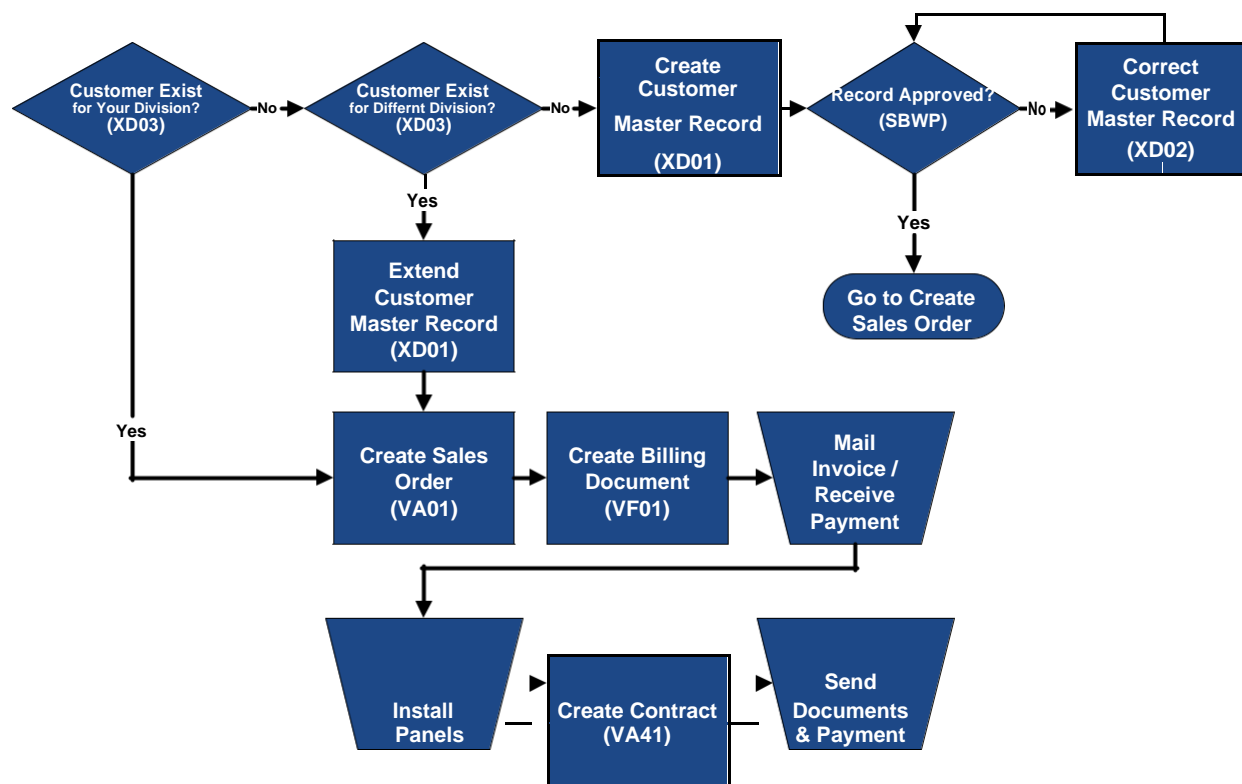 Customer Exist
for Your Division?
(XD03)
No
Customer Exist
for Differnt Division?
(XD03)
No
Create
Customer
Master Record
(XD01)
Record Approved?
(SBWP)
No
Correct
Customer
Master Record
(XD02)
Yes
Yes
Go to Create
Sales Order
Extend
Customer
Master Record
(XD01)
Yes
Create Sales
Order
(VA01)
Create Billing
Document
(VF01)
Mail
Invoice /
Receive
Payment
Install
Panels
Create Contract
(VA41)
Send
Documents
& Payment